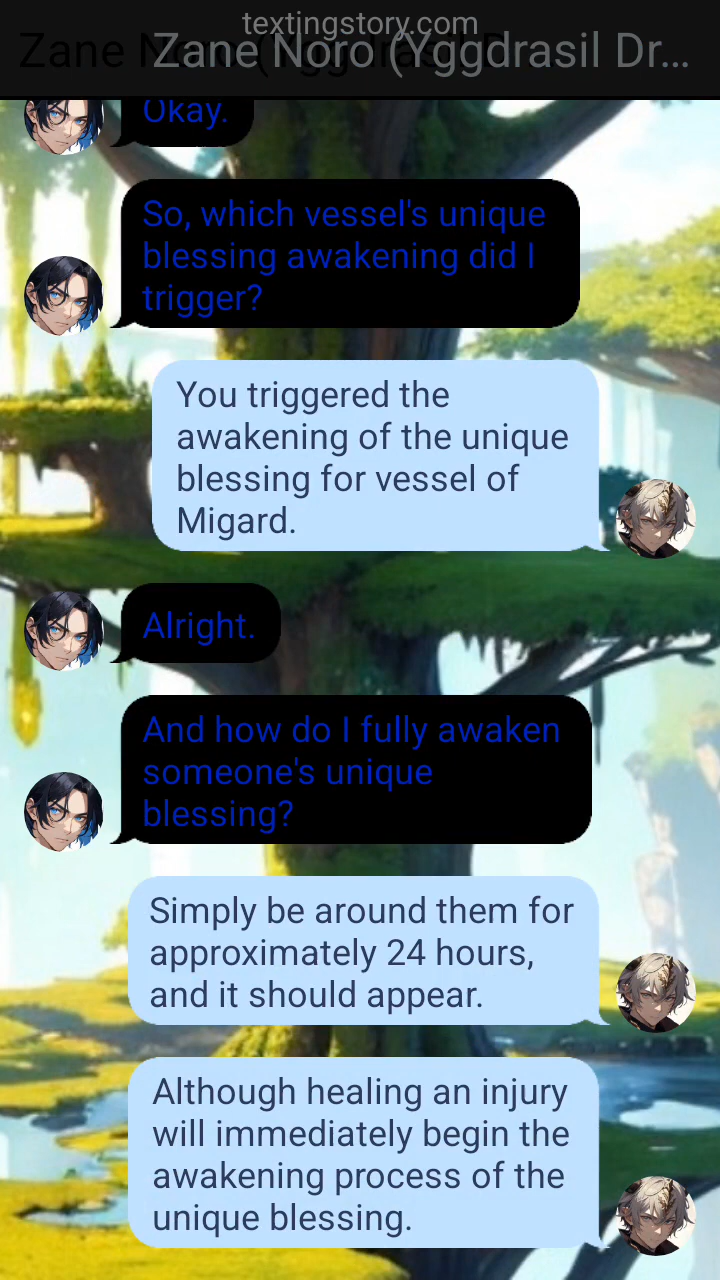 textingstory.com
Zane Noro (Yggdrasil Dr...
Okay.
So, which vessel's unique
blessing awakening did I
trigger?
You triggered the
awakening of the unique
blessing for vessel of
Migard.
Alright.
And how do I fully awaken
someone's unique
blessing?
Simply be around them for
approximately 24 hours,
and it should appear.
Although healing an injury
will immediately begin the
awakening process of the
unique blessing.